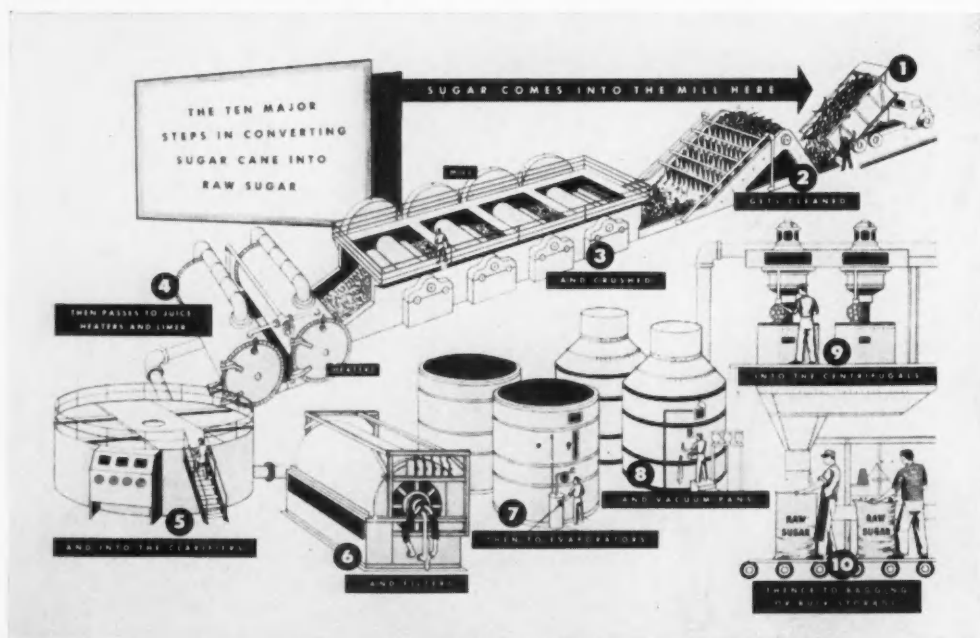 THE TEN MAJOR
STEPS IN CONVERTING
SUGAR CANE INTO
RAW SUGAR
SUGAR COMES INTO THE MILL HERE
1
2
GETS CLEANED
MILL
3
AND CRUSHED
4
THEN PASSES TO JUICE
HEATERS AND LIMER
HEATERS
5
AND INTO THE CLARIFIERS
6
AND FILTERS
7
THEN TO EVAPORATORS
8
AND VACUUM PANS
9
INTO THE CENTRIFUGALS
RAW
SUGAR
RAW
SUGAR
10
THENCE TO BAGGING
OR BULK STORAGE